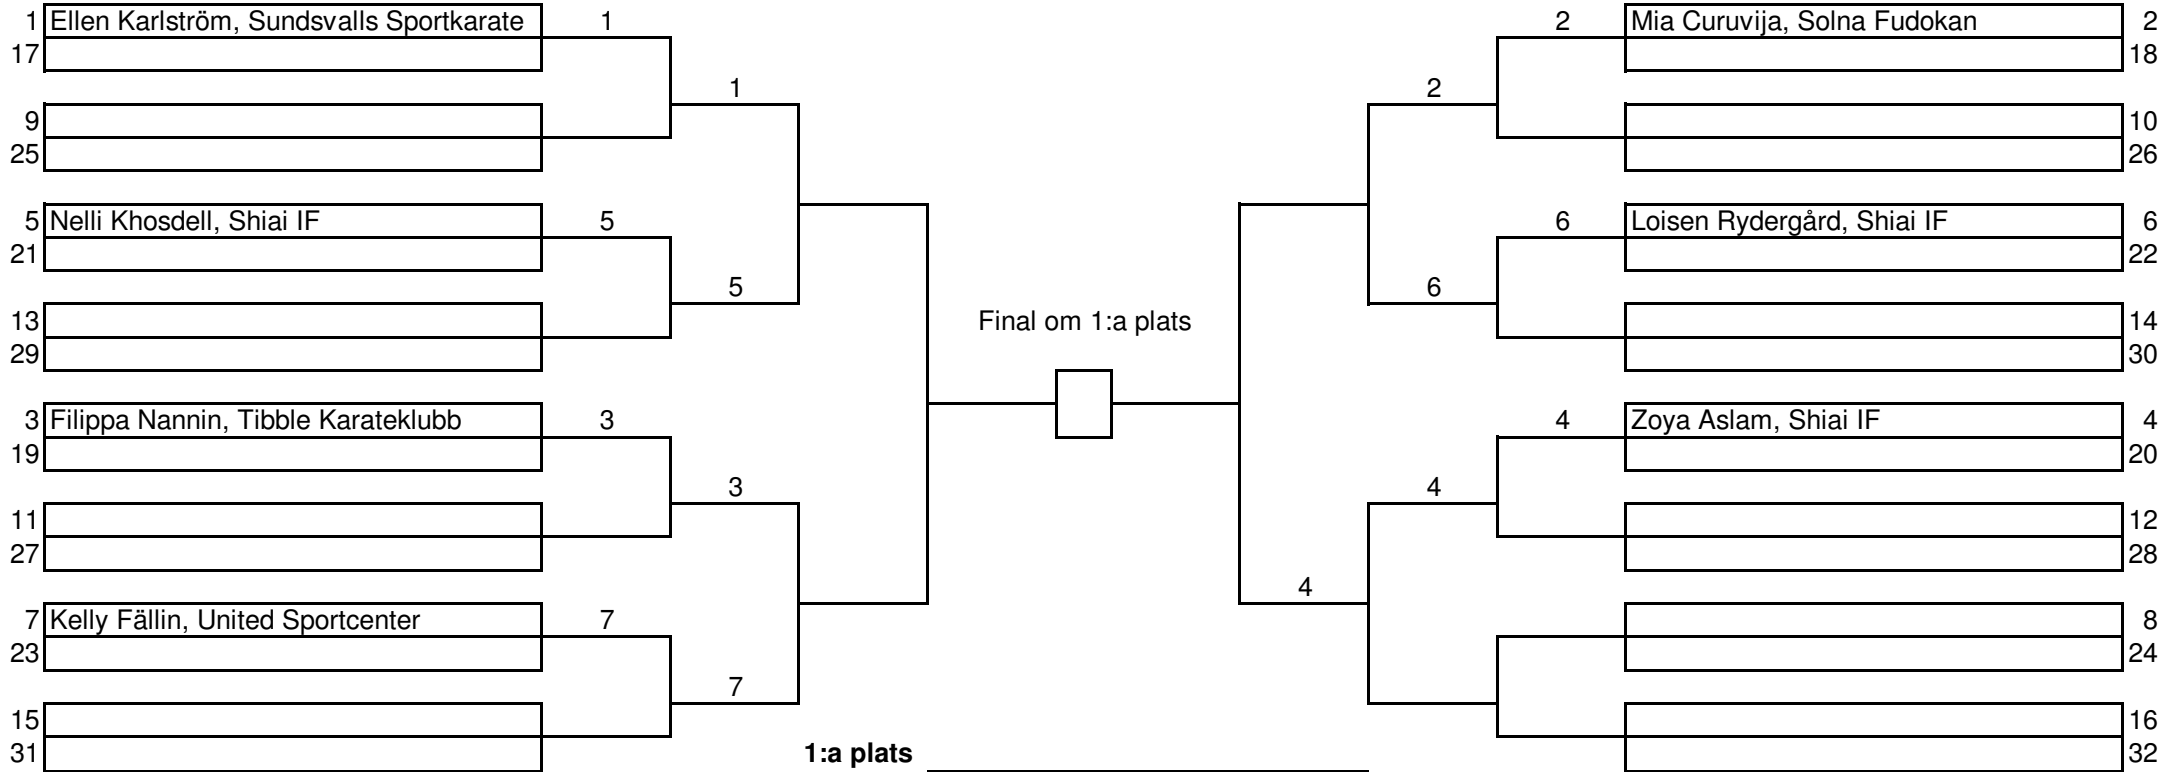 1 Ellen Karlström, Sundsvalls Sportkarate 1 2 Mia Curuvija, Solna Fudokan 2
17 18
1 2
9 10
25 26
5 Nelli Khosdell, Shiai IF 5 6 Loisen Rydergård, Shiai IF 6
21 22
5 6
13 Final om 1:a plats 14
29 30
3 Filippa Nannin, Tibble Karateklubb 3 4 Zoya Aslam, Shiai IF 4
19 20
3 4
11 12
27 28
4
7 Kelly Fällin, United Sportcenter 7 8
23 24
7
15 16
31 1:a plats 32